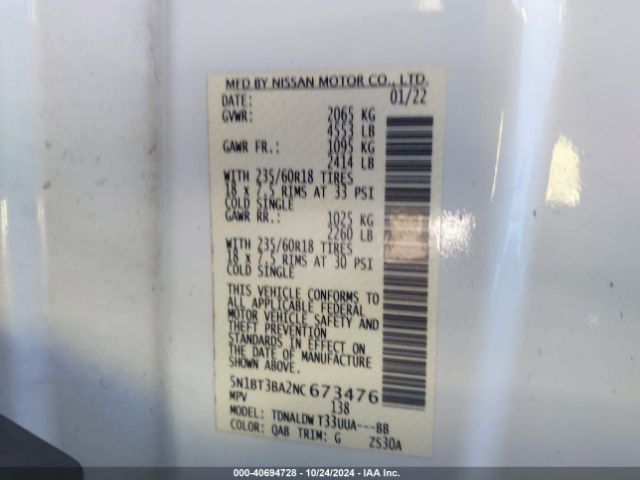 MFD BY NISSAN MOTOR CO., LTD.
DATE: 01/22
GVWR: 2065 KG
4553 LB
GAWR FR.: 1095 KG
2414 LB
WITH 235/60R18 TIRES
18 x 7.5 RIMS AT 33 PSI
COLD SINGLE
GAWR RR.: 1025 KG
2260 LB
WITH 235/60R18 TIRES
18 x 7.5 RIMS AT 30 PSI
COLD SINGLE
THIS VEHICLE CONFORMS TO
ALL APPLICABLE FEDERAL
MOTOR VEHICLE SAFETY AND
THEFT PREVENTION
STANDARDS IN EFFECT ON
THE DATE OF MANUFACTURE
SHOWN ABOVE.
5N1BT3BA2NC673476
MPV 138
MODEL: TDNALDWT33UUA---BB
COLOR: QAB TRIM: G ZS30A
000-40694728 - 10/24/2024 - IAA Inc.